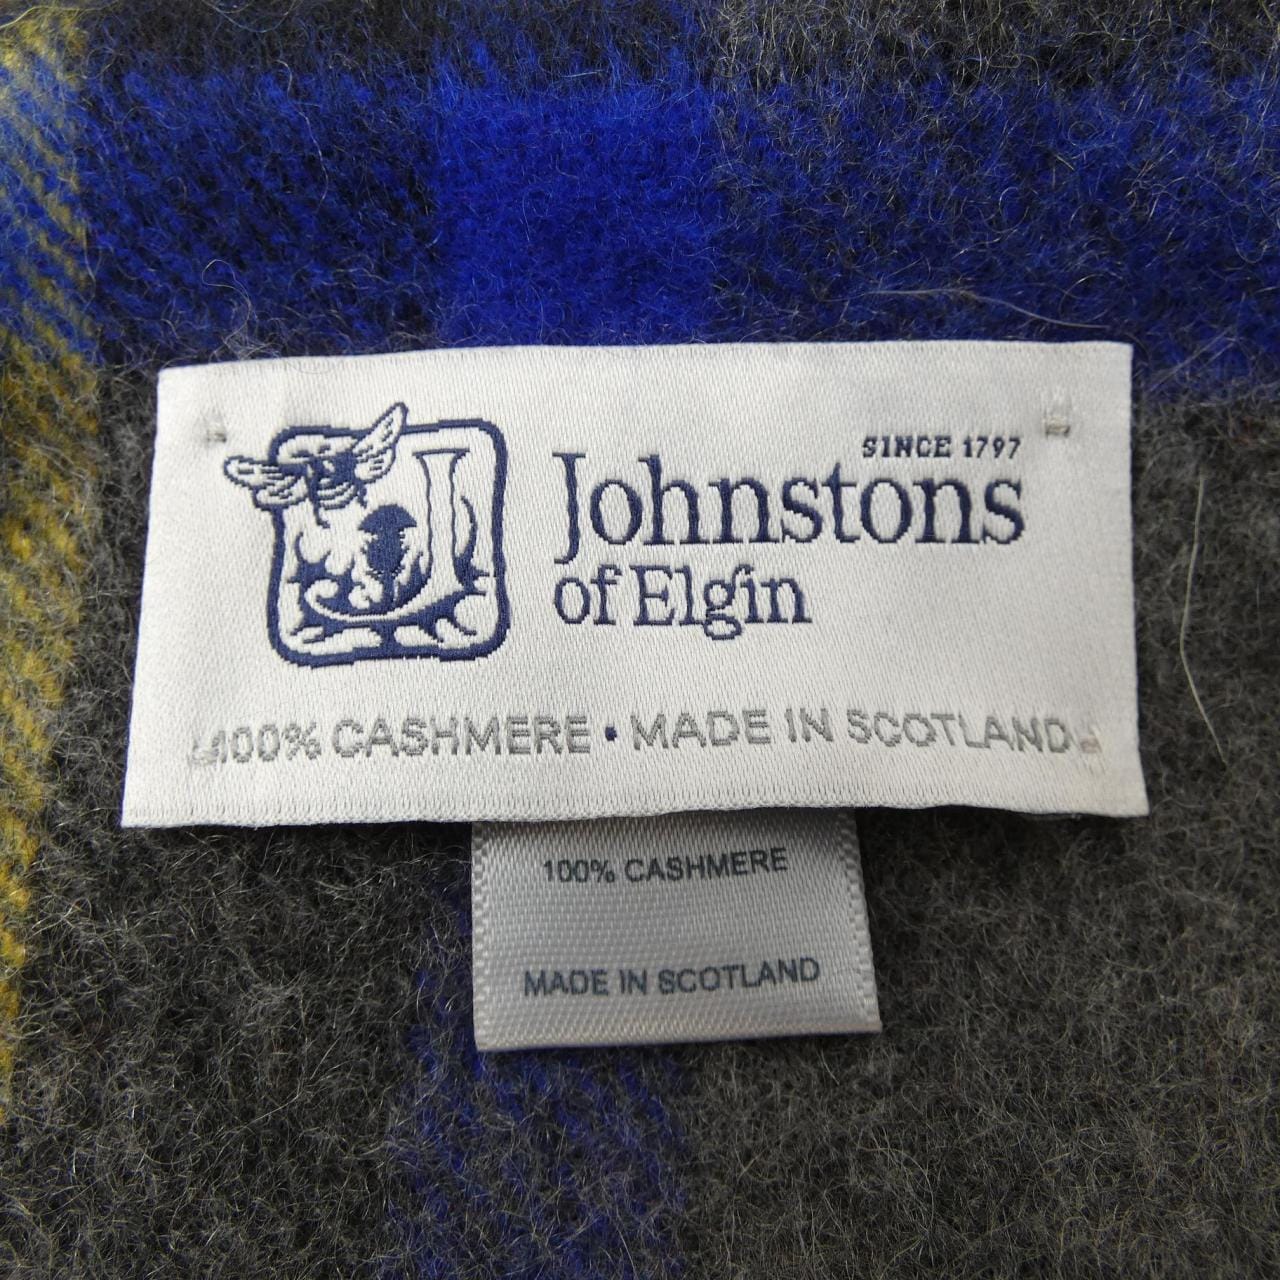 SINCE 1797
Johnstons
of Elgin
100% CASHMERE • MADE IN SCOTLAND
100% CASHMERE
MADE IN SCOTLAND